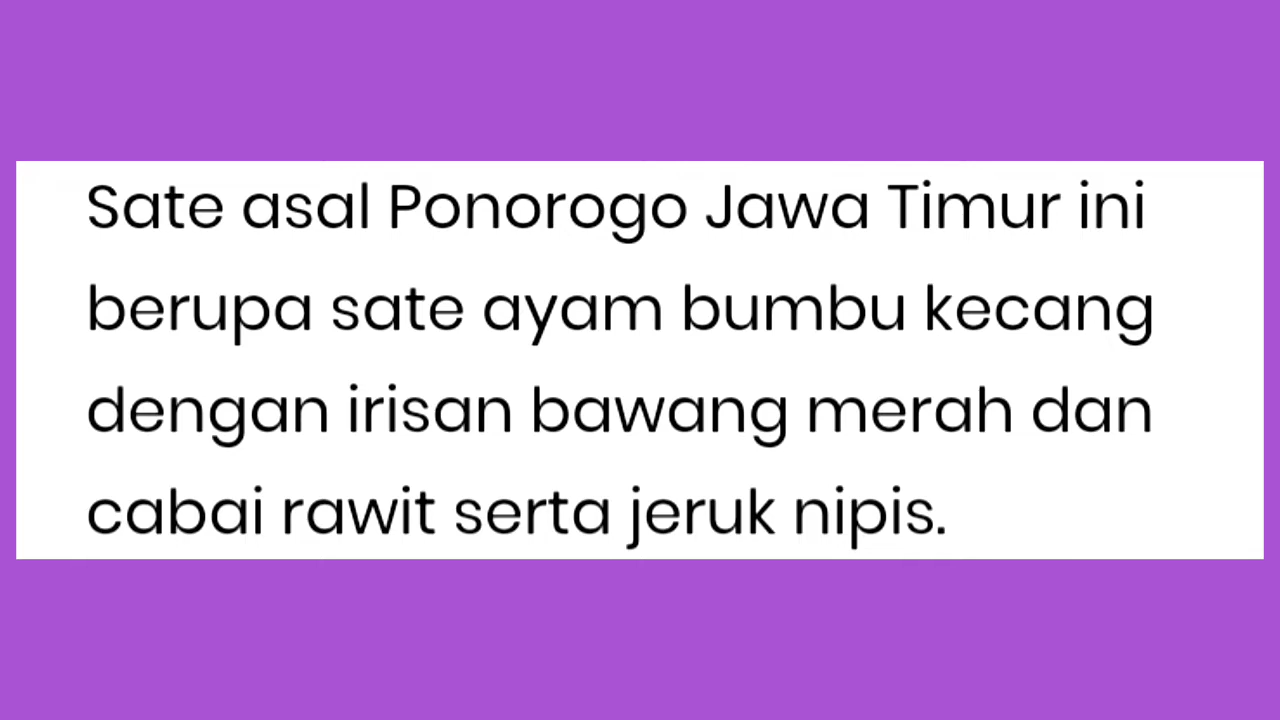 Sate asal Ponorogo Jawa Timur ini
berupa sate ayam bumbu kecang
dengan irisan bawang merah dan
cabai rawit serta jeruk nipis.